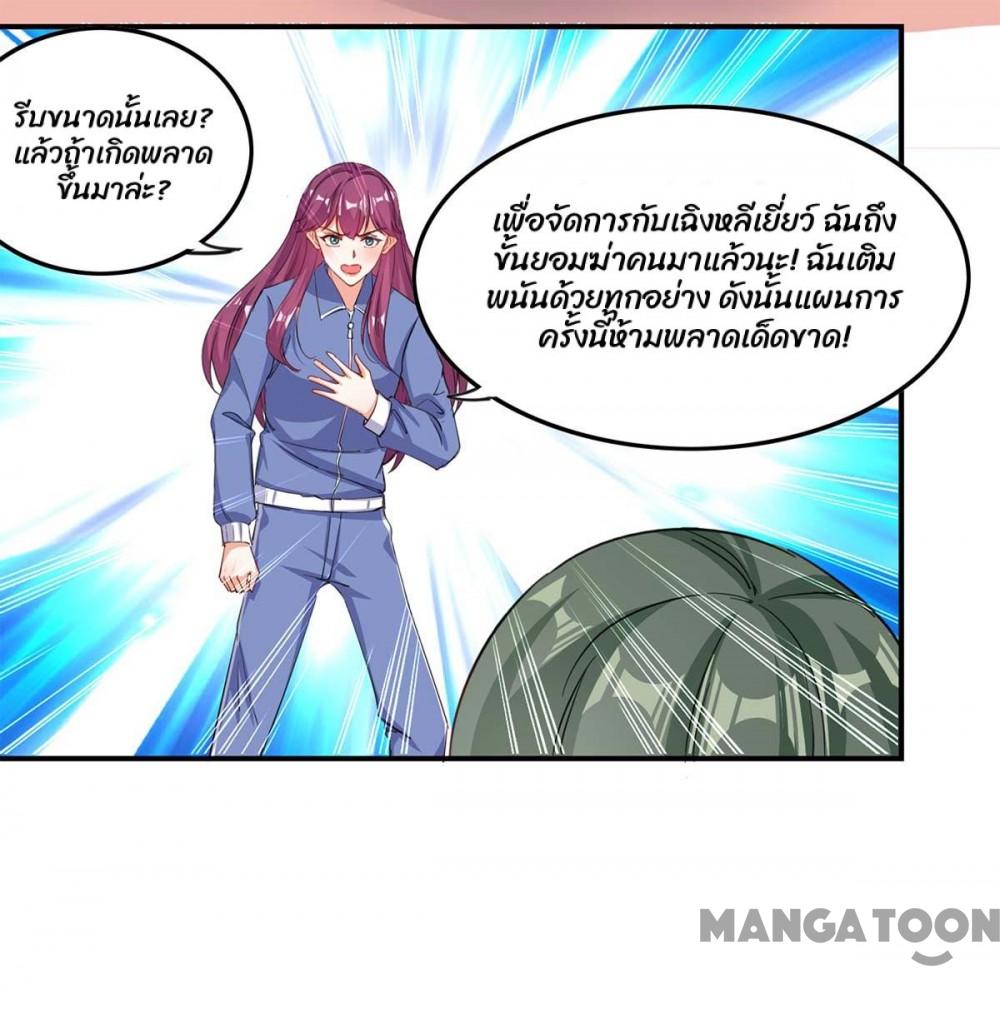 รีบขนาดนั้นเลย?
แล้วถ้าเกิดพลาด
ขึ้นมาล่ะ?
เพื่อจัดการกับเฉิงหลีเยี่ยว์ ฉันถึง
ขั้นยอมฆ่าคนมาแล้วนะ! ฉันเติม
พนันด้วยทุกอย่าง ดังนั้นแผนการ
ครั้งนี้ห้ามพลาดเด็ดขาด!
MANGATOON